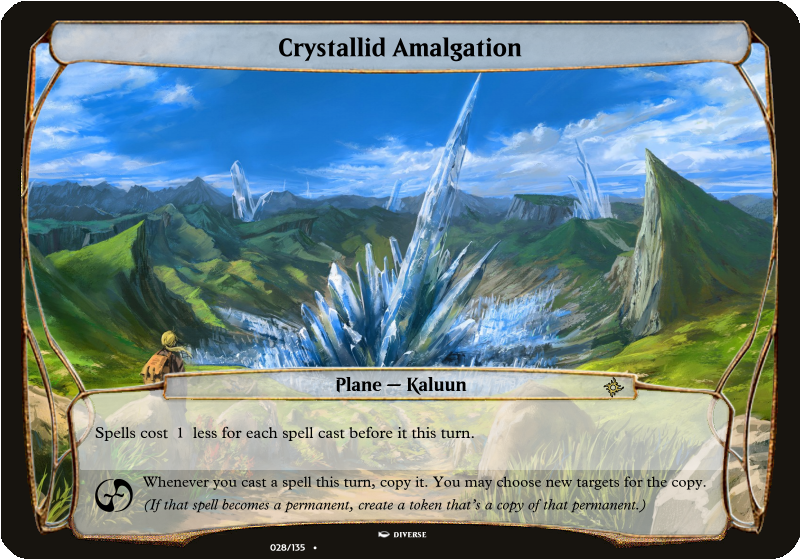 Crystallid Amalgation
Plane — Kaluun
Spells cost 1 less for each spell cast before it this turn.
Whenever you cast a spell this turn, copy it. You may choose new targets for the copy.
(If that spell becomes a permanent, create a token that's a copy of that permanent.)
DIVERSE
028/135 •